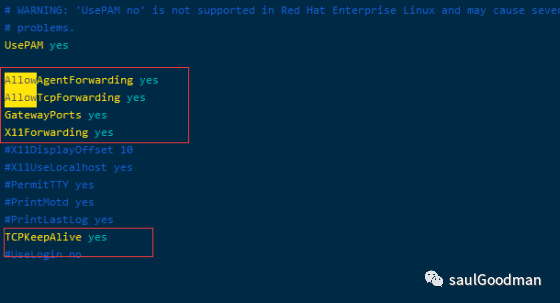 # WARNING: 'UsePAM no' is not supported in Red Hat Enterprise Linux and may cause seve
# problems.
UsePAM yes
AllowAgentForwarding yes
AllowTcpForwarding yes
GatewayPorts yes
X11Forwarding yes
#X11DisplayOffset 10
#X11UseLocalhost yes
#PermitTTY yes
#PrintMotd yes
#PrintLastLog yes
TCPKeepAlive yes
#UseLogin no
saulGoodman